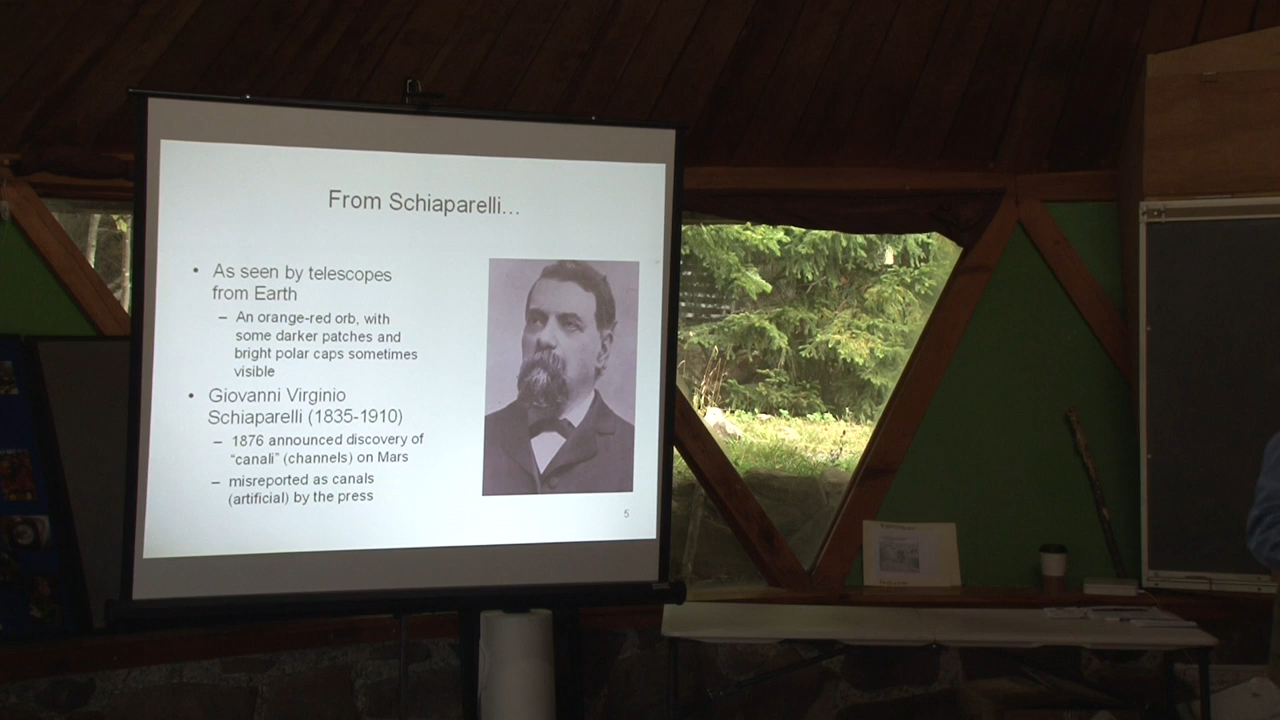 From Schiaparelli...
• As seen by telescopes
from Earth
– An orange-red orb, with
some darker patches and
bright polar caps sometimes
visible
• Giovanni Virginio
Schiaparelli (1835-1910)
– 1876 announced discovery of
"canali" (channels) on Mars
– misreported as canals
(artificial) by the press
5